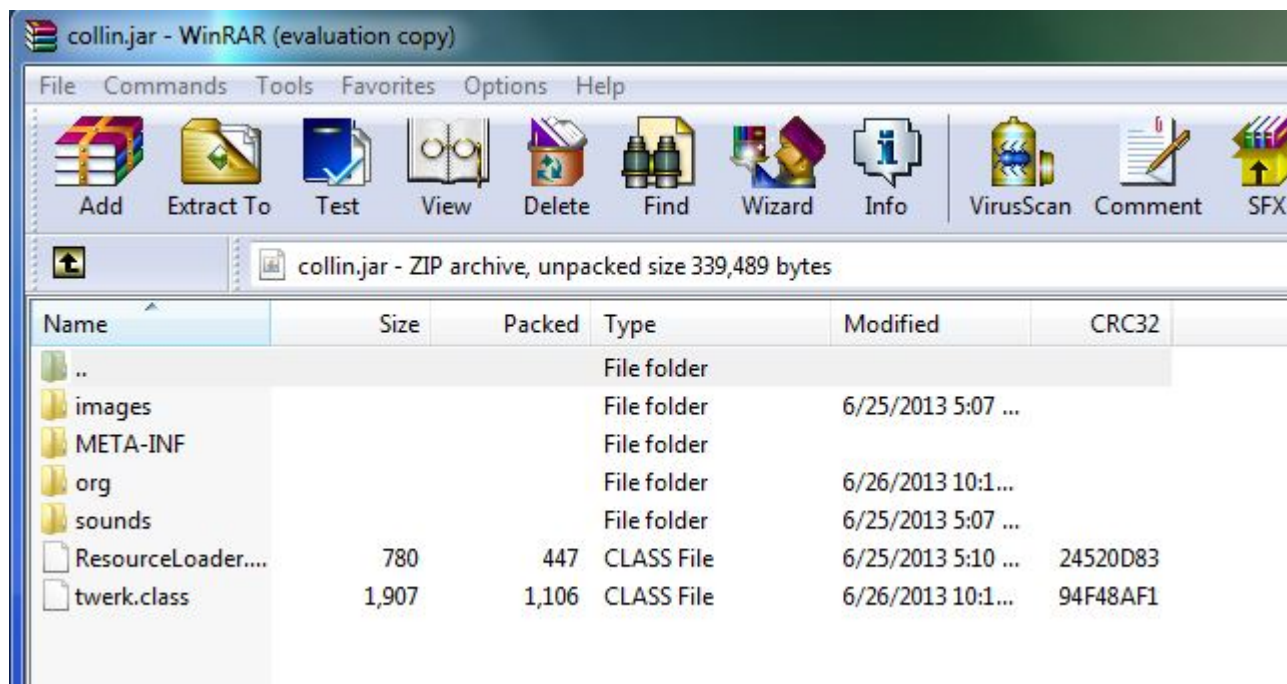 collin.jar - WinRAR (evaluation copy)
File Commands Tools Favorites Options Help
Add Extract To Test View Delete Find Wizard Info VirusScan Comment SFX
collin.jar - ZIP archive, unpacked size 339,489 bytes
Name Size Packed Type Modified CRC32
.. File folder
images File folder 6/25/2013 5:07 ...
META-INF File folder
org File folder 6/26/2013 10:1...
sounds File folder 6/25/2013 5:07 ...
ResourceLoader.... 780 447 CLASS File 6/25/2013 5:10 ... 24520D83
twerk.class 1,907 1,106 CLASS File 6/26/2013 10:1... 94F48AF1